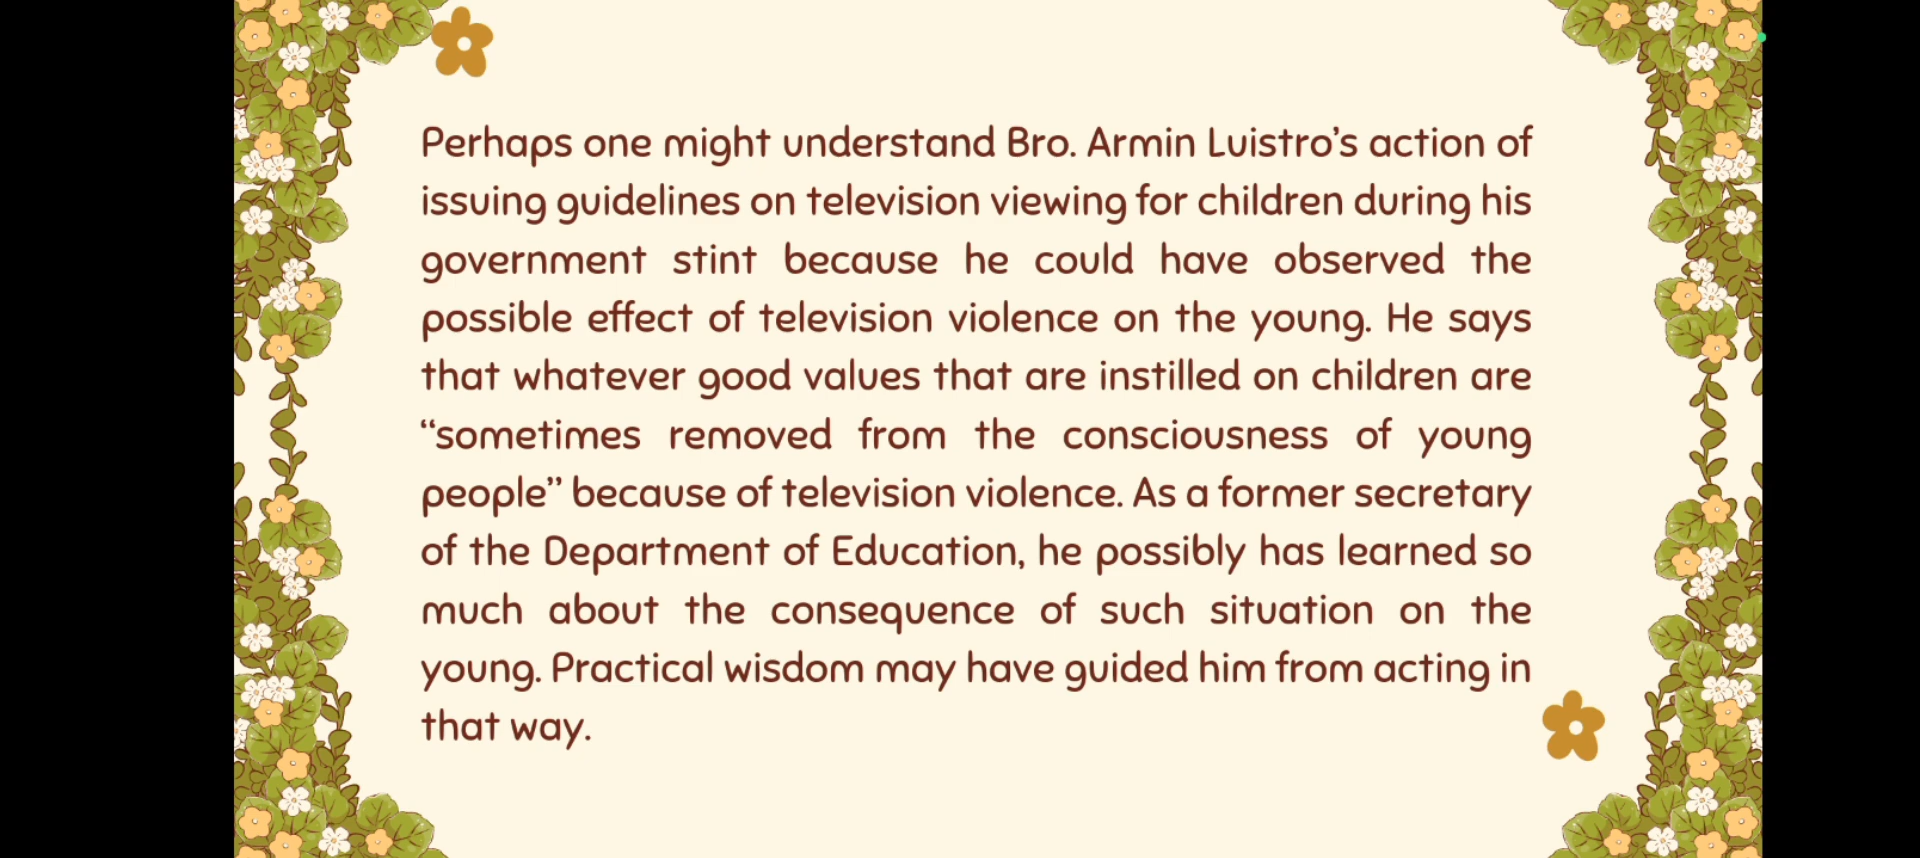 Perhaps one might understand Bro. Armin Luistro’s action of
issuing guidelines on television viewing for children during his
government stint because he could have observed the
possible effect of television violence on the young. He says
that whatever good values that are instilled on children are
“sometimes removed from the consciousness of young
people” because of television violence. As a former secretary
of the Department of Education, he possibly has learned so
much about the consequence of such situation on the
young. Practical wisdom may have guided him from acting in
that way.